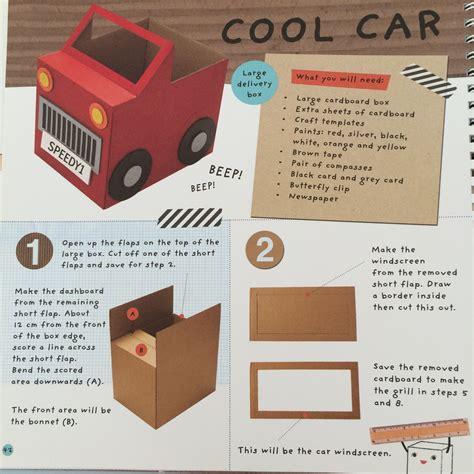 COOL CAR
Large
delivery
box
What you will need:
• Large cardboard box
• Extra sheets of cardboard
• Craft templates
• Paints: red, silver, black,
white, orange and yellow
• Brown tape
• Pair of compasses
• Black card and grey card
• Butterfly clip
• Newspaper
SPEEDY1
BEEP!
BEEP!
1
Open up the flaps on the top of the
large box. Cut off one of the short
flaps and save for step 2.
Make the dashboard
from the remaining
short flap. About
12 cm from the front
of the box edge,
score a line across
the short flap.
Bend the scored
area downwards (A).
A
B
The front area will be
the bonnet (B).
2
Make the
windscreen
from the removed
short flap. Draw
a border inside
then cut this out.
Save the removed
cardboard to make
the grill in steps 5
and 8.
This will be the car windscreen.
42